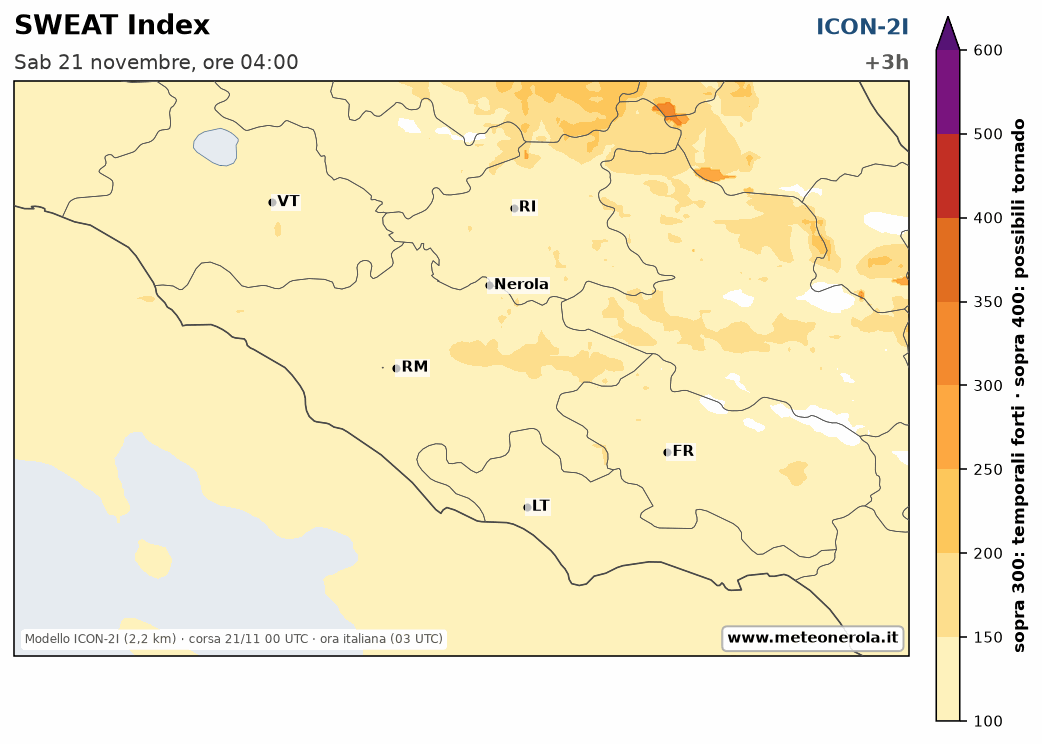 SWEAT Index
ICON-2I
Sab 21 novembre, ore 04:00
+3h
VT
RI
Nerola
RM
FR
LT
Modello ICON-2I (2,2 km) · corsa 21/11 00 UTC · ora italiana (03 UTC)
www.meteonerola.it
600
500
400
350
300
250
200
150
100
sopra 300: temporali forti · sopra 400: possibili tornado